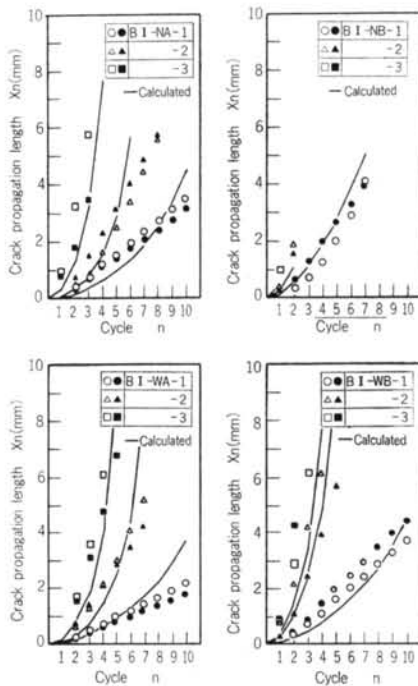 Crack propagation length Xn(mm)
10
8
6
4
2
0
○ ● B I -NA-1
△ ▲ -2
□ ■ -3
— Calculated
1 2 3 4 5 6 7 8 9 10
Cycle n
Crack propagation length Xn(mm)
10
8
6
4
2
0
○ ● B I -NB-1
△ ▲ -2
□ ■ -3
— Calculated
1 2 3 4 5 6 7 8 9 10
Cycle n
Crack propagation length Xn(mm)
10
8
6
4
2
0
○ ● B I -WA-1
△ ▲ -2
□ ■ -3
— Calculated
1 2 3 4 5 6 7 8 9 10
Cycle n
Crack propagation length Xn(mm)
10
8
6
4
2
0
○ ● B I -WB-1
△ ▲ -2
□ ■ -3
— Calculated
1 2 3 4 5 6 7 8 9 10
Cycle n